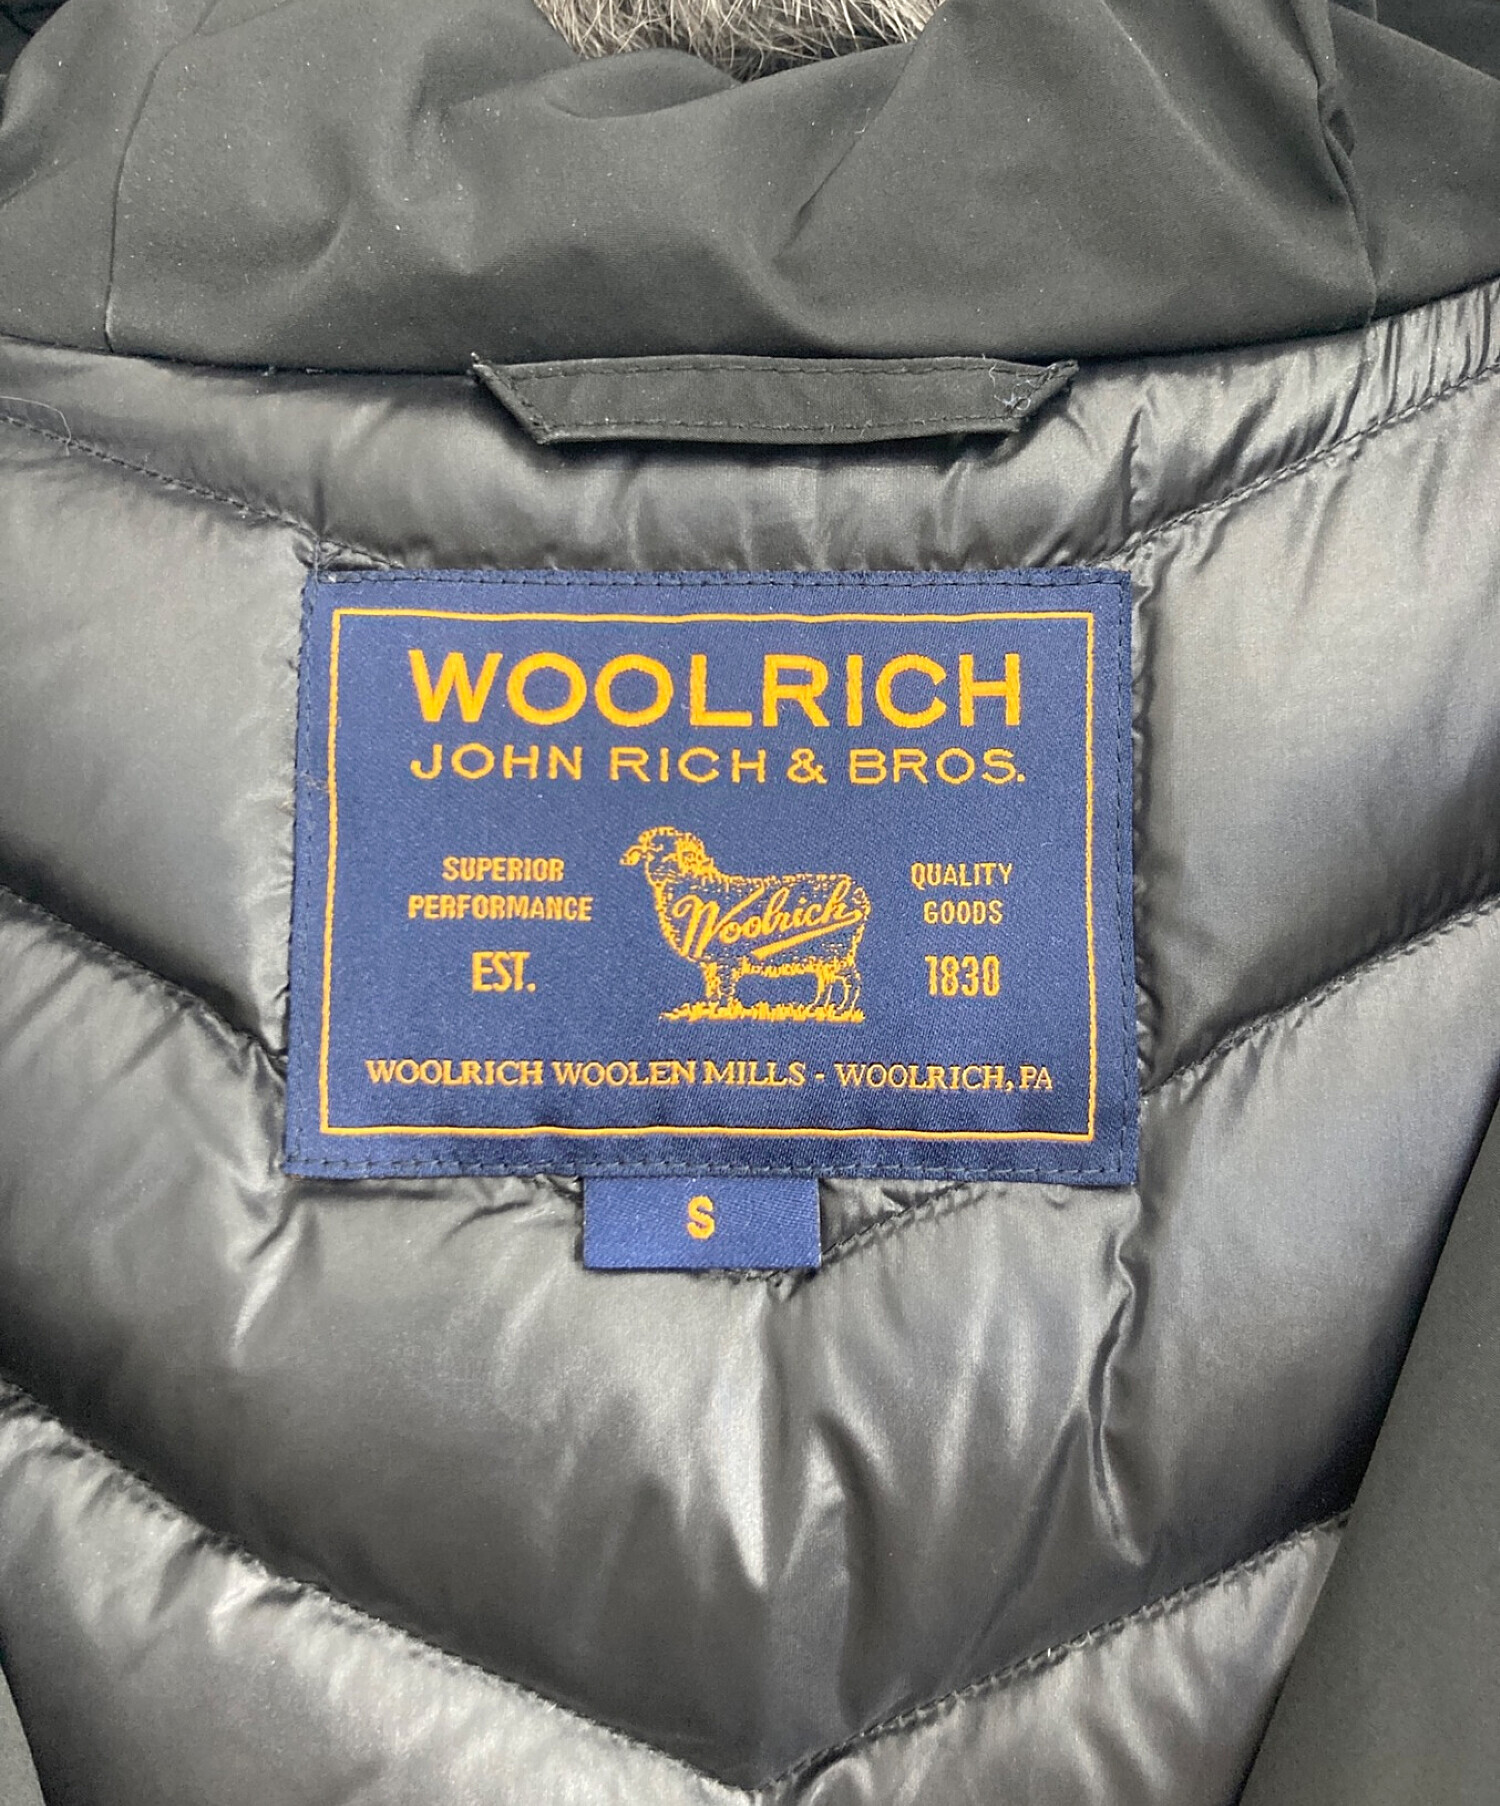 WOOLRICH
JOHN RICH & BROS.
SUPERIOR
PERFORMANCE
EST.
Woolrich
QUALITY
GOODS
1830
WOOLRICH WOOLEN MILLS - WOOLRICH, PA
S